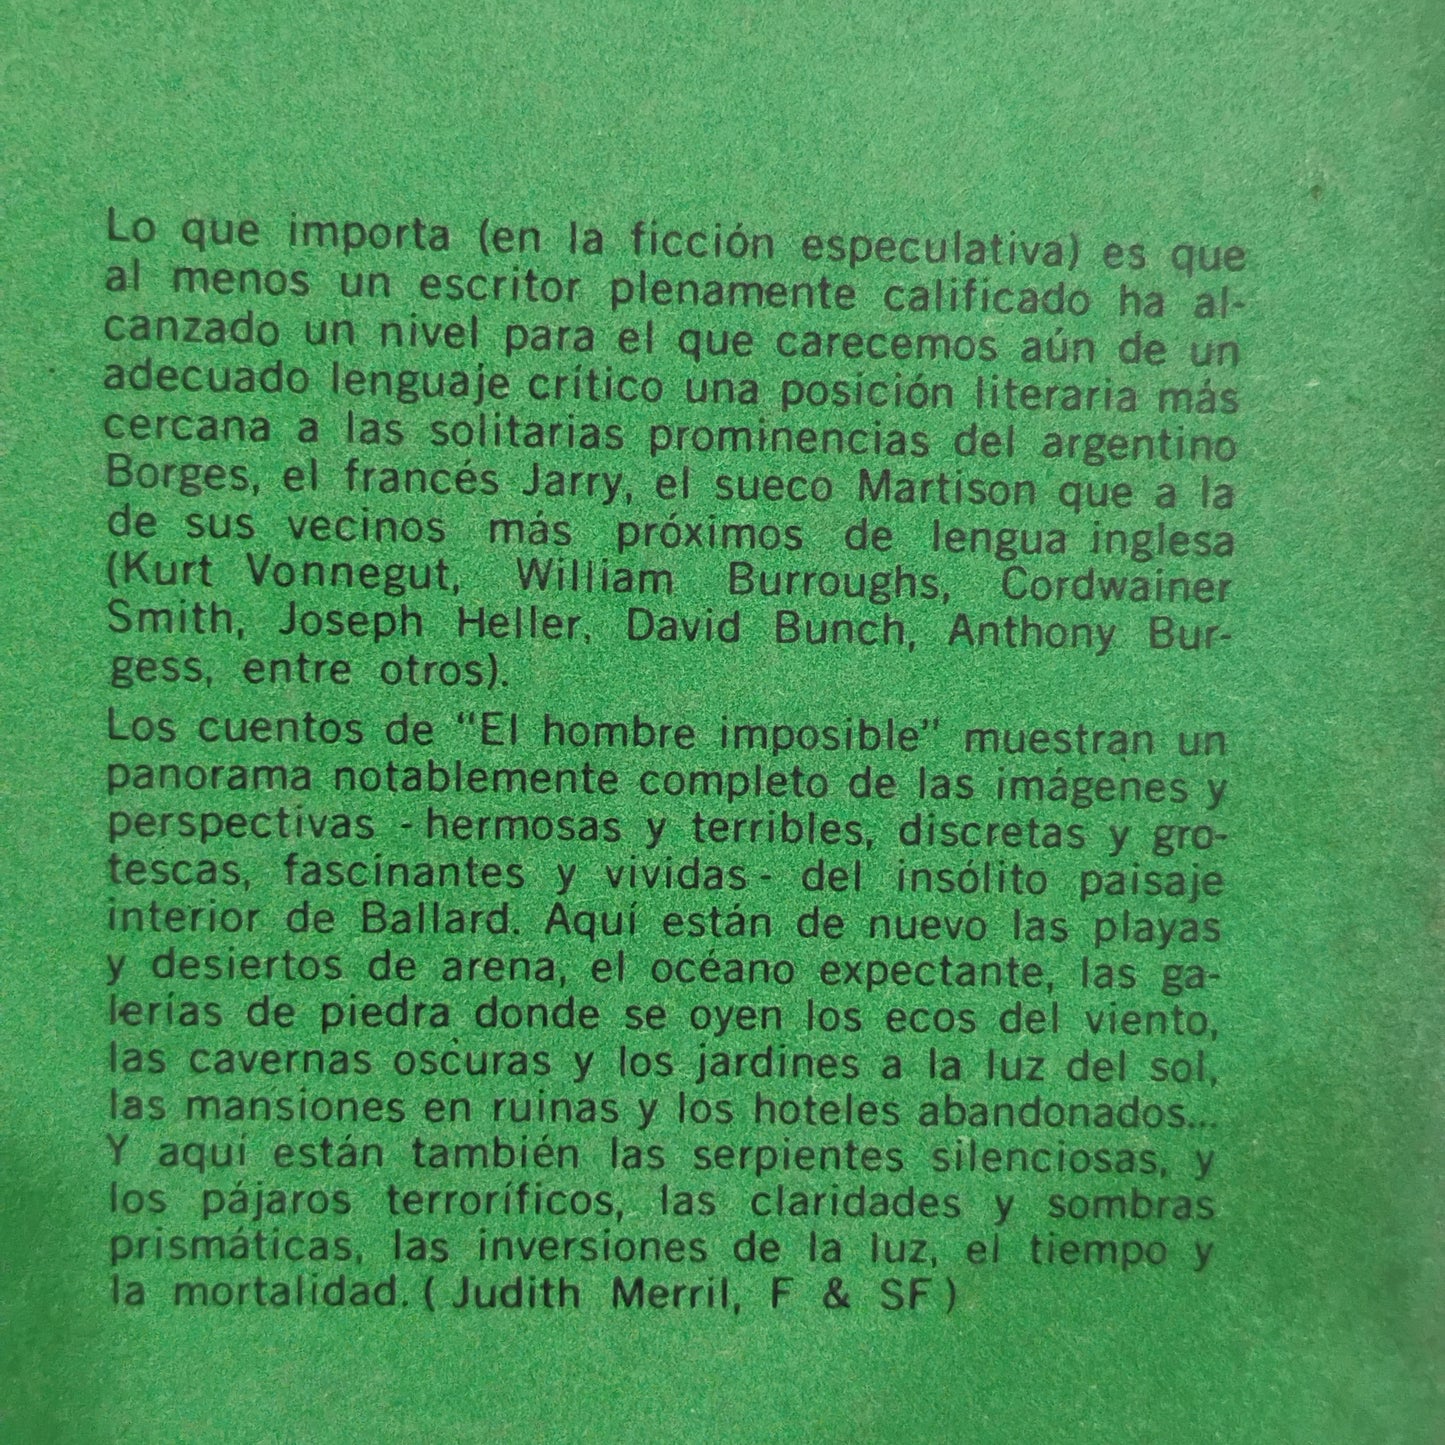 Lo que importa (en la ficción especulativa) es que
al menos un escritor plenamente calificado ha al-
canzado un nivel para el que carecemos aún de un
adecuado lenguaje crítico una posición literaria más
cercana a las solitarias prominencias del argentino
Borges, el francés Jarry, el sueco Martison que a la
de sus vecinos más próximos de lengua inglesa
(Kurt Vonnegut, William Burroughs, Cordwainer
Smith, Joseph Heller, David Bunch, Anthony Bur-
gess, entre otros).
Los cuentos de "El hombre imposible" muestran un
panorama notablemente completo de las imágenes y
perspectivas - hermosas y terribles, discretas y gro-
tescas, fascinantes y vividas - del insólito paisaje
interior de Ballard. Aquí están de nuevo las playas
y desiertos de arena, el océano expectante, las ga-
lerías de piedra donde se oyen los ecos del viento,
las cavernas oscuras y los jardines a la luz del sol,
las mansiones en ruinas y los hoteles abandonados...
Y aquí están también las serpientes silenciosas, y
los pájaros terroríficos, las claridades y sombras
prismáticas, las inversiones de la luz, el tiempo y
la mortalidad. ( Judith Merril, F & SF )